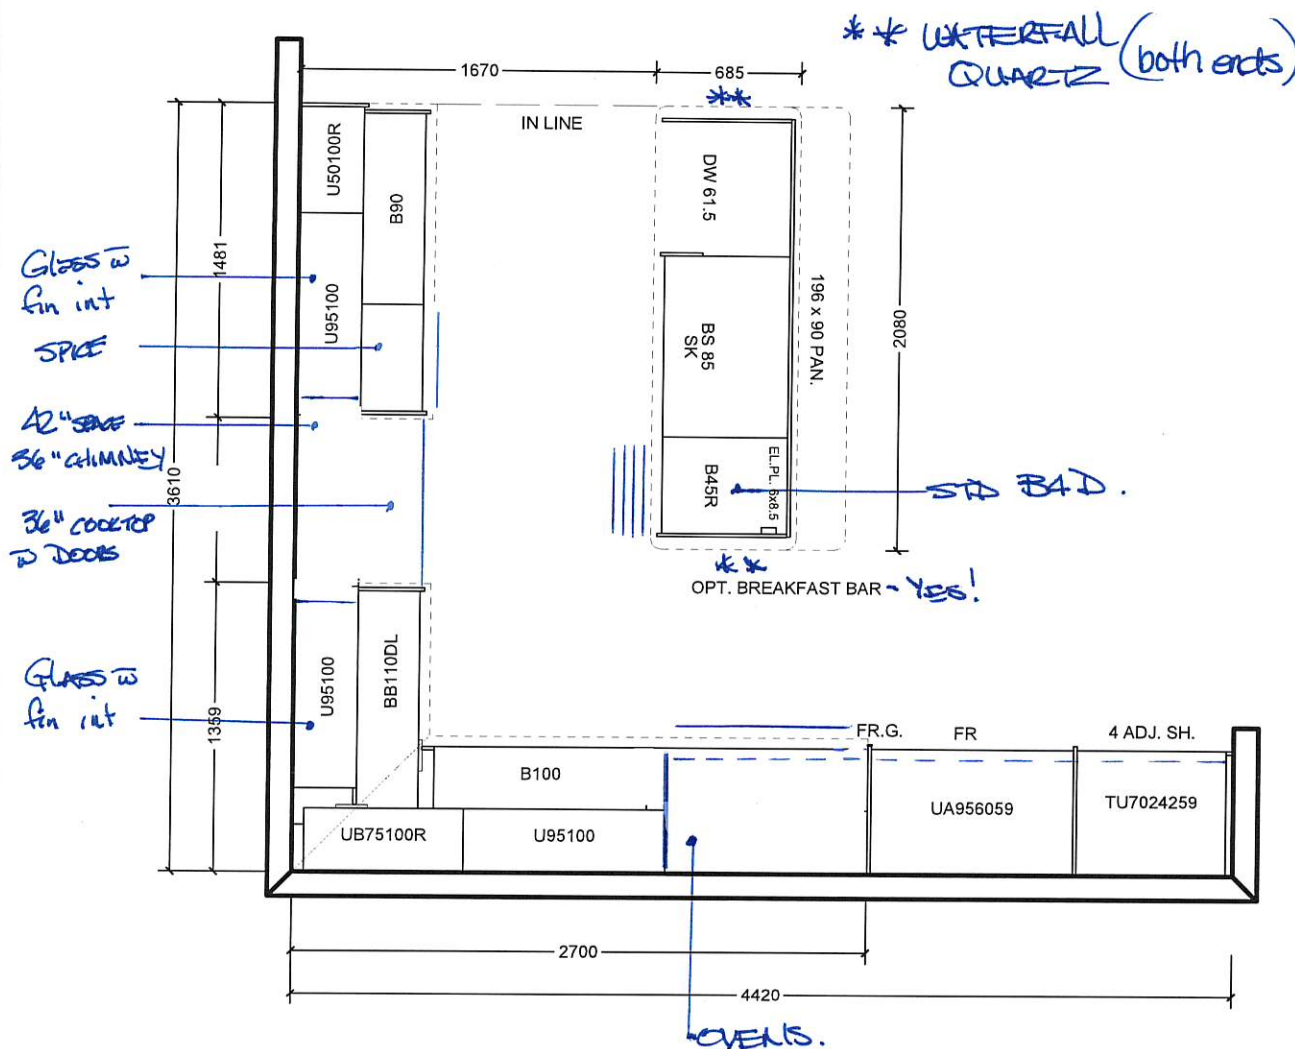 ** WATERFALL (both ends)
QUARTZ
1670
685
**
IN LINE
U50100R
B90
DW 61.5
1481
Glass w̄
fin int
U95100
SPICE
196 x 90 PAN.
2080
BS 85
SK
42" SPACE
36" CHIMNEY
3610
36" COOKTOP
w̄ DOORS
B45R
EL.PL. 6x8.5
STD B4D.
**
OPT. BREAKFAST BAR - YES!
Glass w̄
fin int
1359
U95100
BB110DL
FR.G.
FR
4 ADJ. SH.
B100
UB75100R
U95100
UA956059
TU7024259
2700
4420
OVENS.